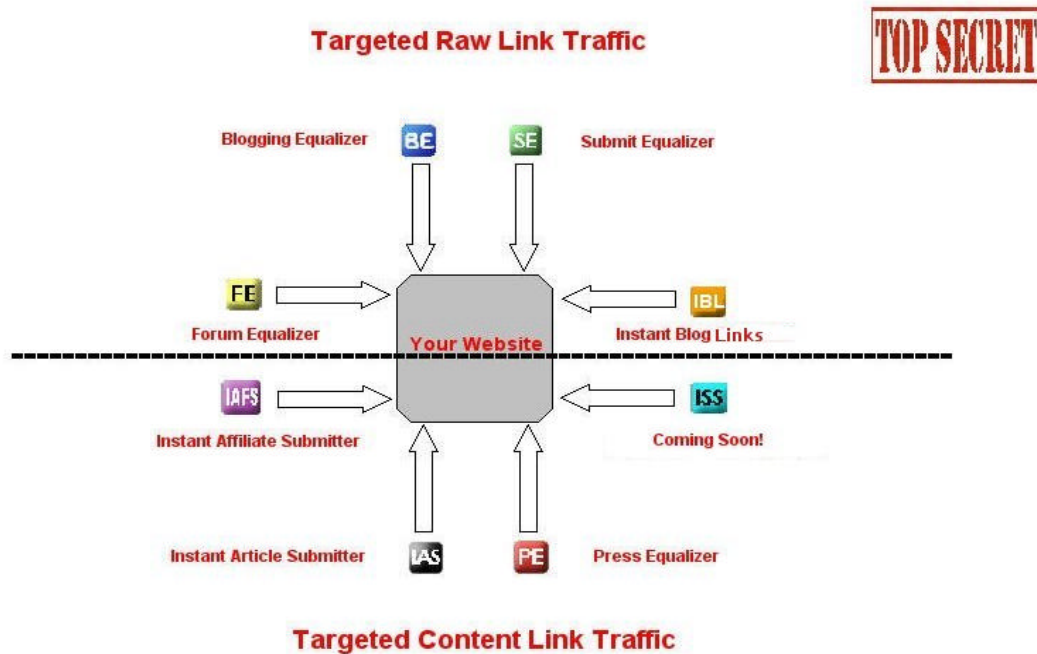 Targeted Raw Link Traffic
TOP SECRET
Blogging Equalizer
BE
SE
Submit Equalizer
FE
IBL
Forum Equalizer
Your Website
Instant Blog Links
IAFS
ISS
Instant Affiliate Submitter
Coming Soon!
Instant Article Submitter
IAS
PE
Press Equalizer
Targeted Content Link Traffic